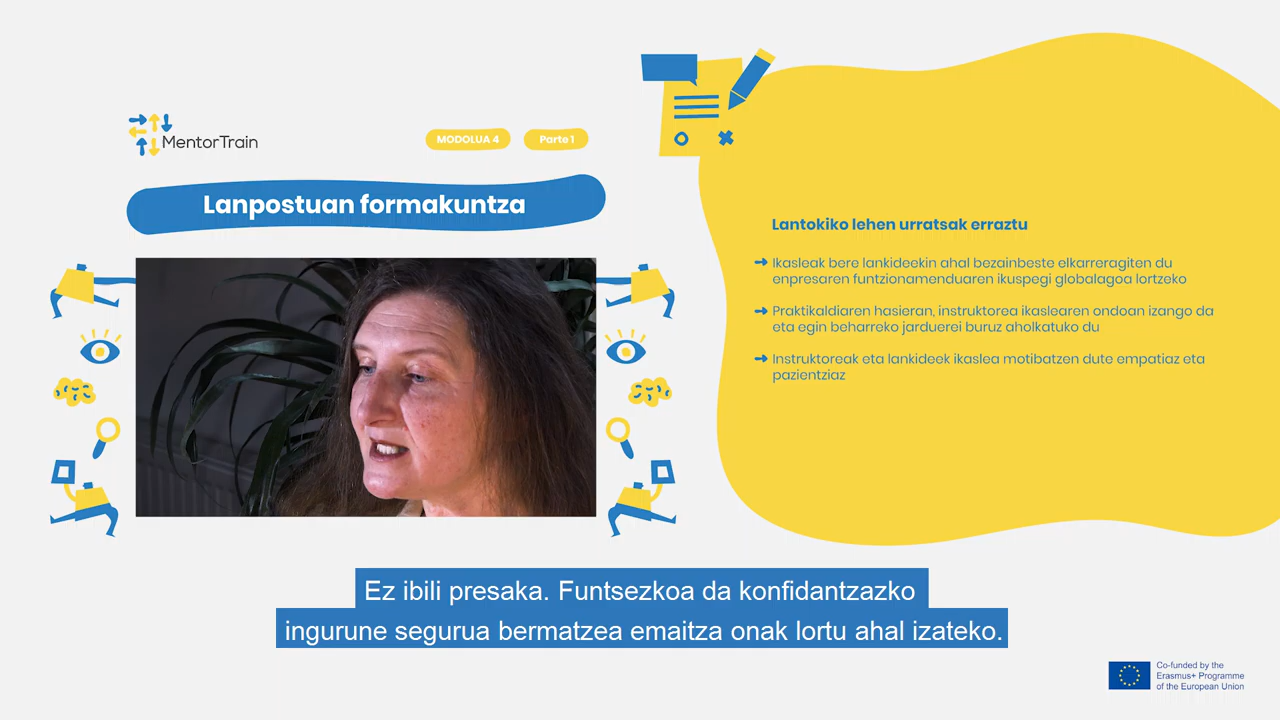 MentorTrain
MODOLUA 4
Parte 1
Lanpostuan formakuntza
Lantokiko lehen urratsak erraztu
Ikasleak bere lankideekin ahal bezainbeste elkarreragiten du
enpresaren funtzionamenduaren ikuspegi globalagoa lortzeko
Praktikaldiaren hasieran, instruktorea ikaslearen ondoan izango da
eta egin beharreko jarduerei buruz aholkatuko du
Instruktoreak eta lankideek ikaslea motibatzen dute empatiaz eta
pazientziaz
Ez ibili presaka. Funtsezkoa da konfidantzazko
ingurune segurua bermatzea emaitza onak lortu ahal izateko.
Co-funded by the
Erasmus+ Programme
of the European Union